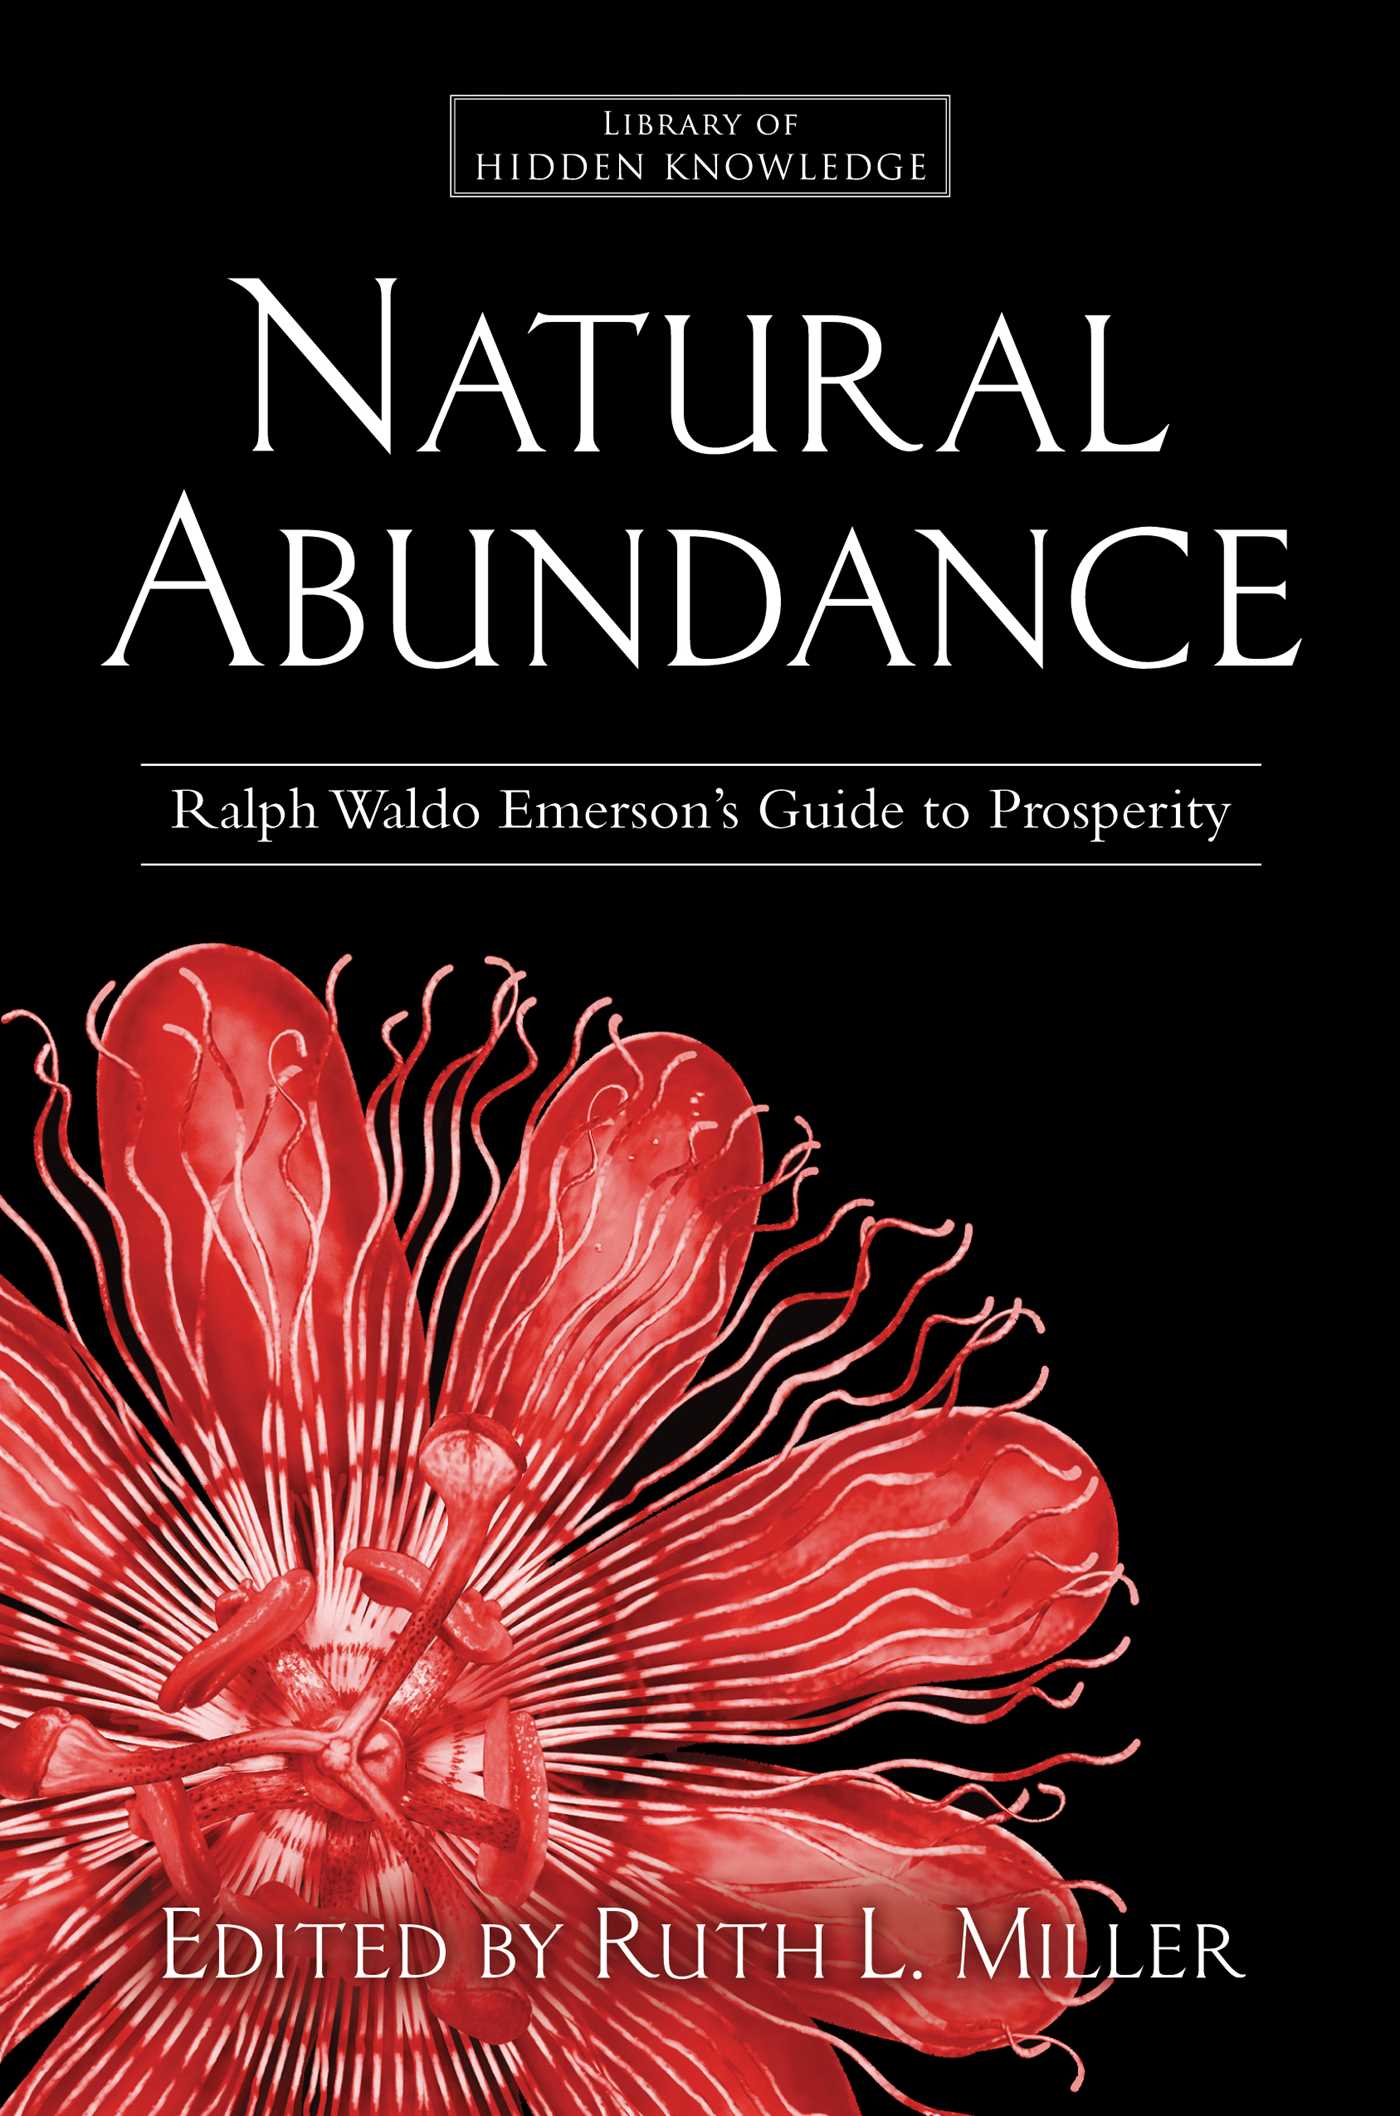 Library of
Hidden Knowledge
Natural
Abundance
Ralph Waldo Emerson’s Guide to Prosperity
Edited by Ruth L. Miller